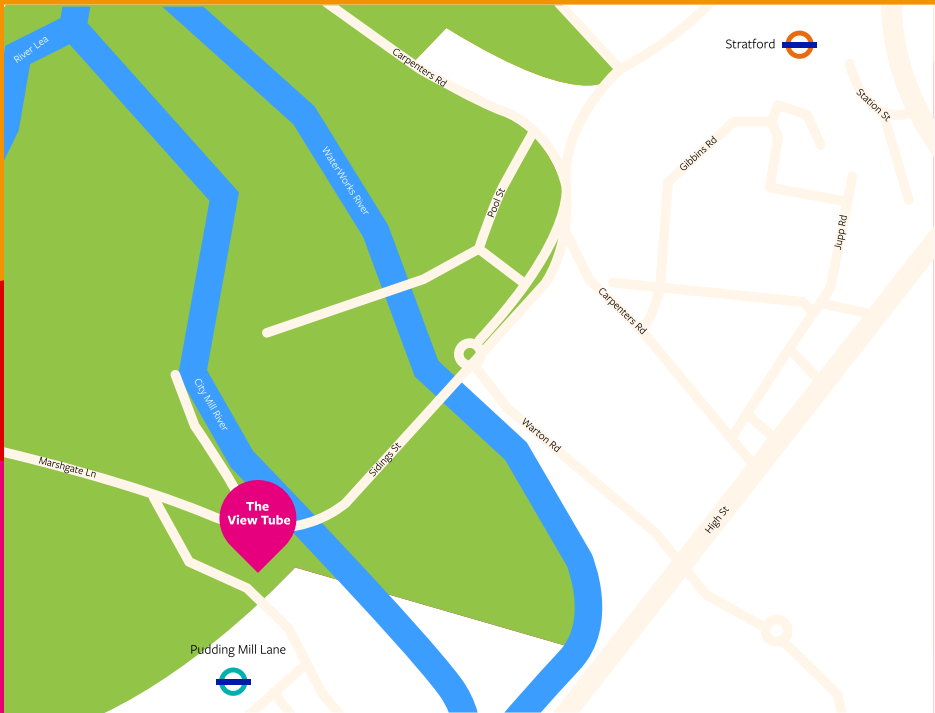 River Lea
Stratford
Carpenters Rd
Station St
WaterWorks River
Gibbins Rd
Pool St
Jupp Rd
Carpenters Rd
City Mill River
Warton Rd
Sidings St
Marshgate Ln
The
View Tube
High St
Pudding Mill Lane